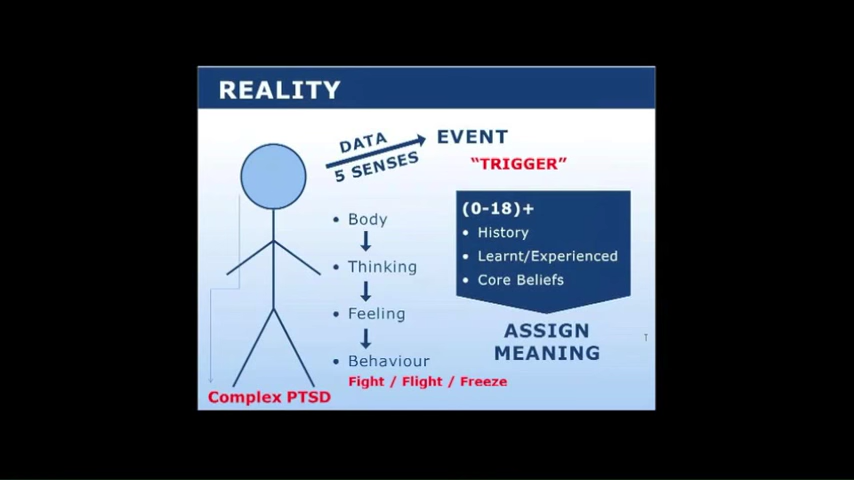 REALITY
DATA
5 SENSES
EVENT
“TRIGGER”
• Body
• Thinking
• Feeling
• Behaviour
Fight / Flight / Freeze
Complex PTSD
(0-18)+
• History
• Learnt/Experienced
• Core Beliefs
ASSIGN
MEANING